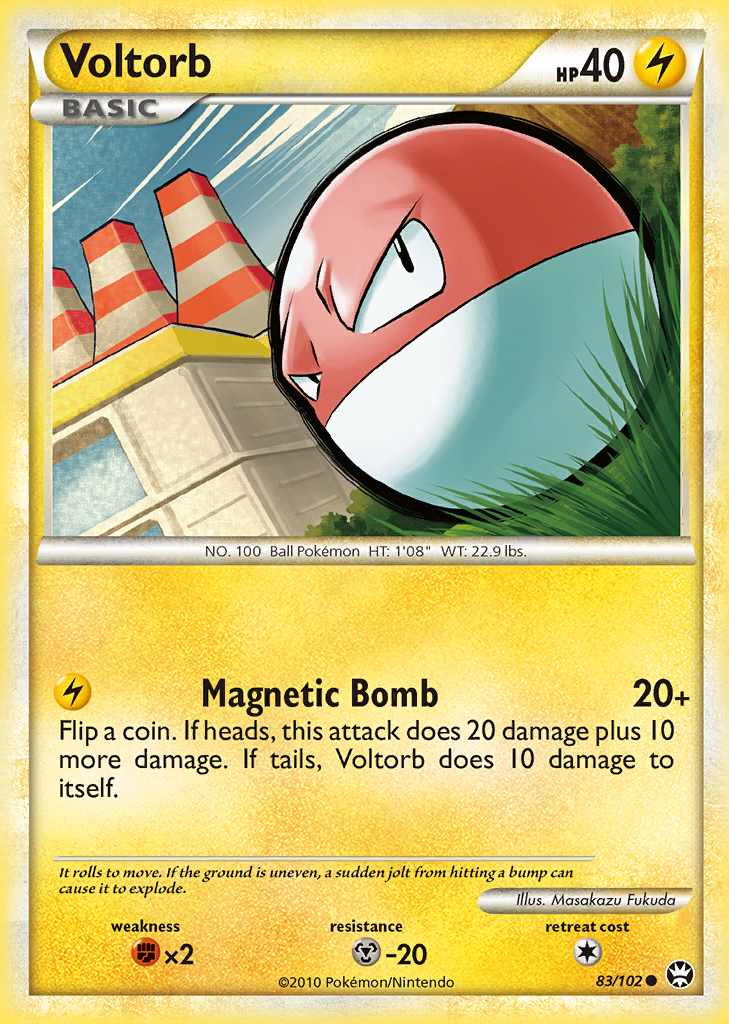 Voltorb
HP40
BASIC
NO. 100 Ball Pokémon HT: 1'08" WT: 22.9 lbs.
Magnetic Bomb 20+
Flip a coin. If heads, this attack does 20 damage plus 10
more damage. If tails, Voltorb does 10 damage to
itself.
It rolls to move. If the ground is uneven, a sudden jolt from hitting a bump can
cause it to explode.
Illus. Masakazu Fukuda
weakness resistance retreat cost
×2 -20
©2010 Pokémon/Nintendo 83/102